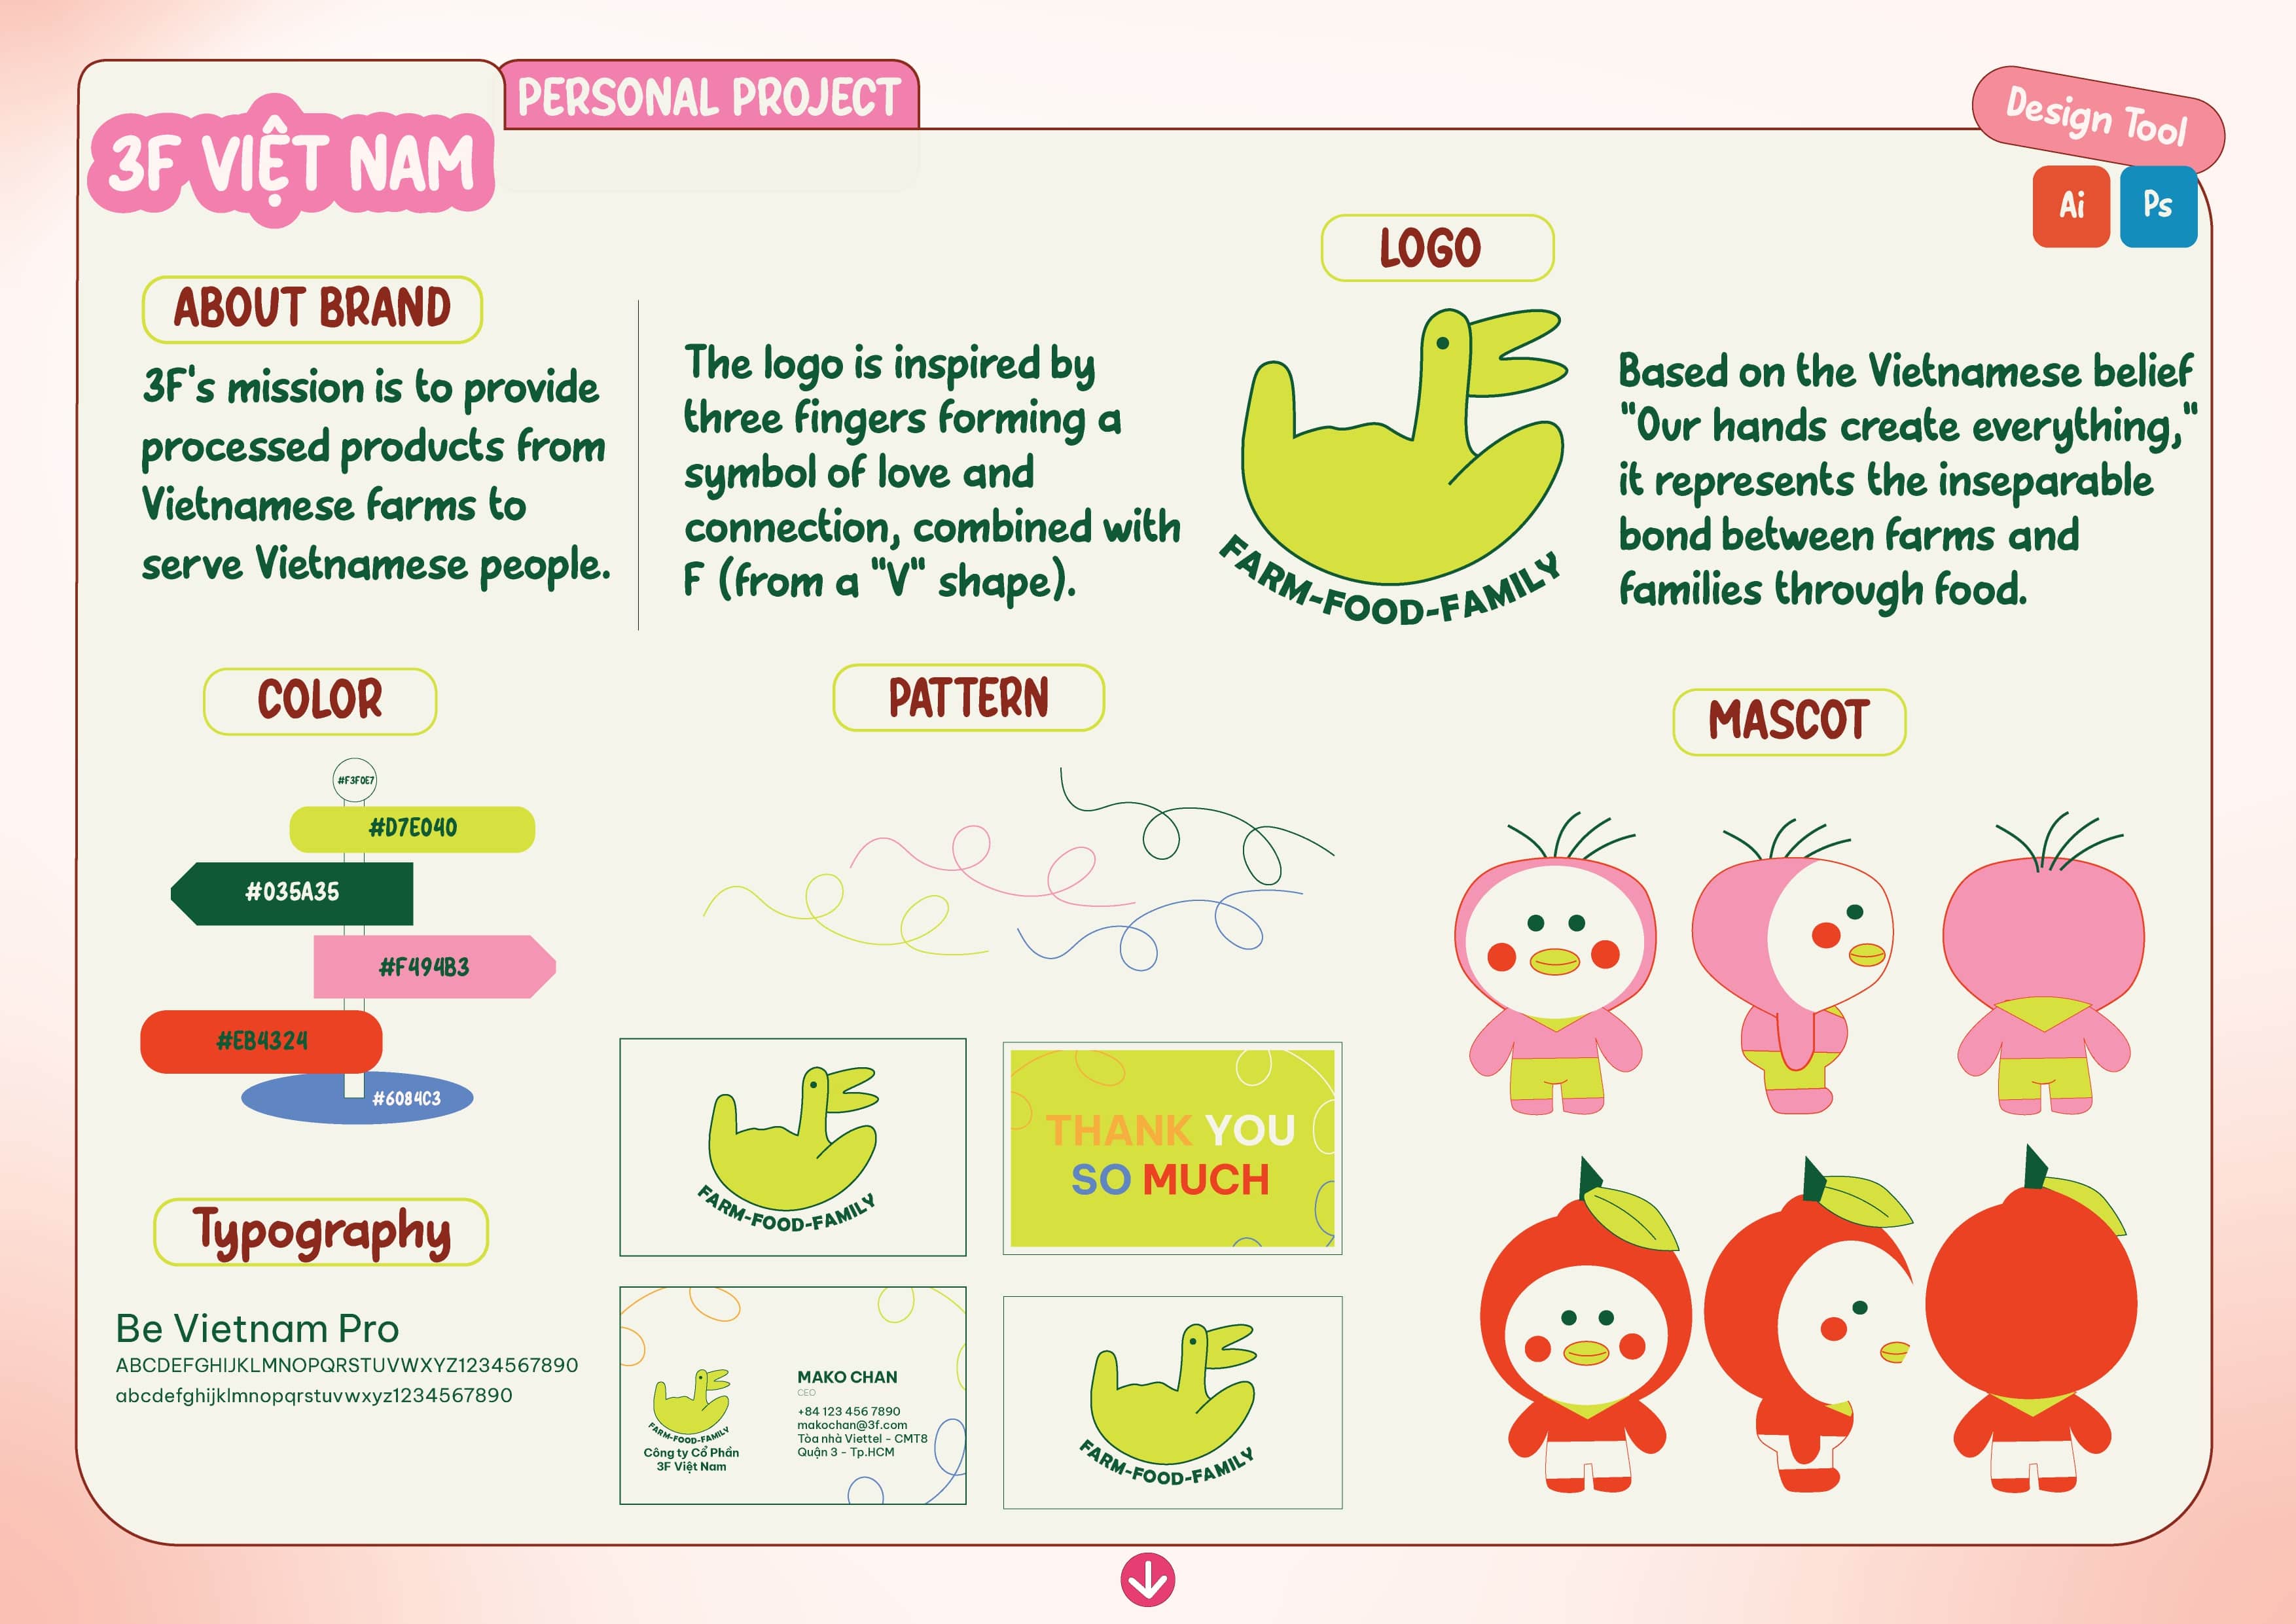 3F VIỆT NAM
PERSONAL PROJECT
Design Tool
Ai
Ps
ABOUT BRAND
3F's mission is to provide
processed products from
Vietnamese farms to
serve Vietnamese people.
The logo is inspired by
three fingers forming a
symbol of love and
connection, combined with
F (from a "V" shape).
LOGO
FARM-FOOD-FAMILY
Based on the Vietnamese belief
"Our hands create everything,"
it represents the inseparable
bond between farms and
families through food.
COLOR
#F3F0E7
#D7E040
#035A35
#F494B3
#EB4324
#6084C3
Typography
Be Vietnam Pro
ABCDEFGHIJKLMNOPQRSTUVWXYZ1234567890
abcdefghijklmnopqrstuvwxyz1234567890
PATTERN
FARM-FOOD-FAMILY
THANK YOU
SO MUCH
FARM-FOOD-FAMILY
Công ty Cổ Phần
3F Việt Nam
MAKO CHAN
CEO
+84 123 456 7890
makochan@3f.com
Tòa nhà Viettel - CMT8
Quận 3 - Tp.HCM
FARM-FOOD-FAMILY
MASCOT